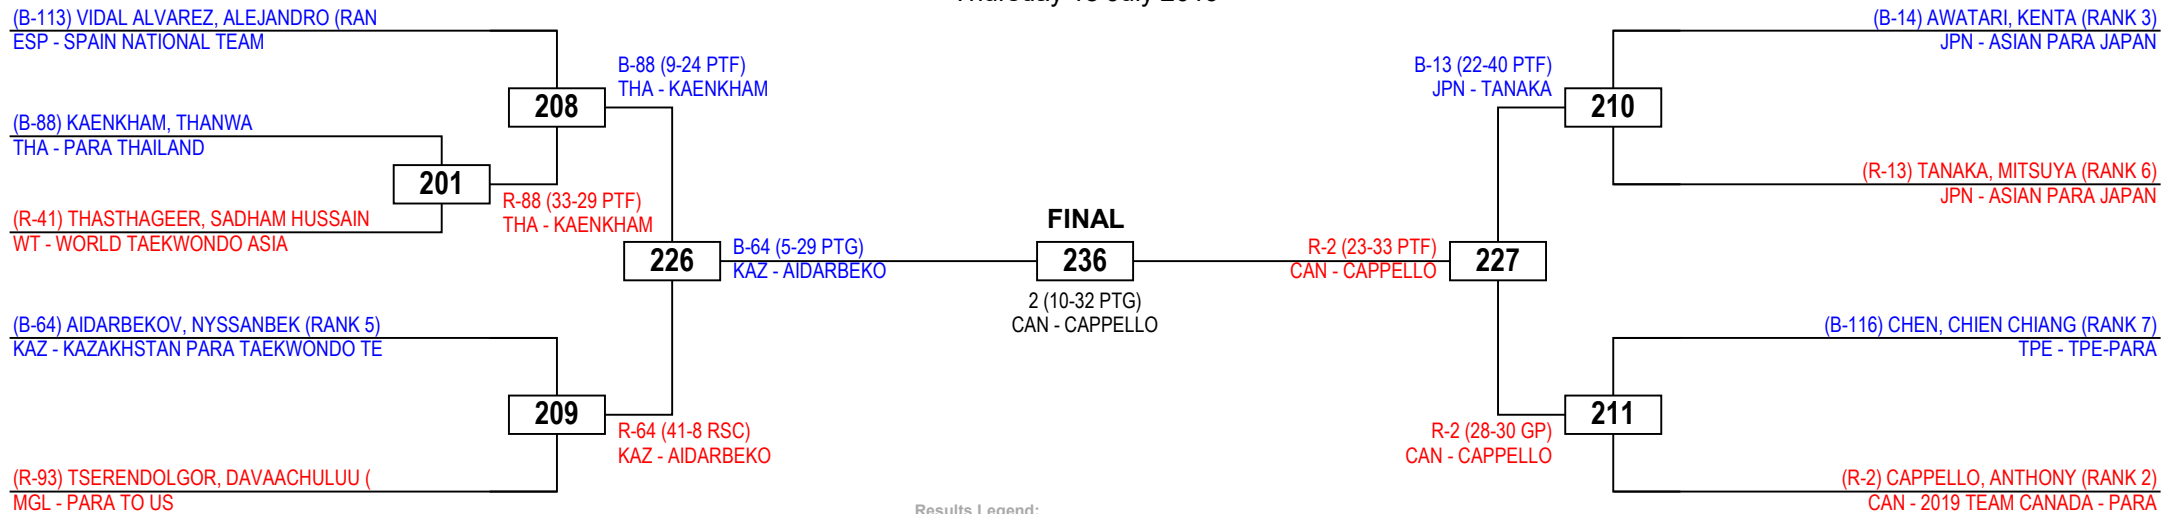 (B-113) VIDAL ALVAREZ, ALEJANDRO (RAN
ESP - SPAIN NATIONAL TEAM
208
B-88 (9-24 PTF)
THA - KAENKHAM
(B-88) KAENKHAM, THANWA
THA - PARA THAILAND
201
R-88 (33-29 PTF)
THA - KAENKHAM
(R-41) THASTHAGEER, SADHAM HUSSAIN
WT - WORLD TAEKWONDO ASIA
226
B-64 (5-29 PTG)
KAZ - AIDARBEKO
(B-64) AIDARBEKOV, NYSSANBEK (RANK 5)
KAZ - KAZAKHSTAN PARA TAEKWONDO TE
209
R-64 (41-8 RSC)
KAZ - AIDARBEKO
(R-93) TSERENDOLGOR, DAVAACHULUU (
MGL - PARA TO US
FINAL
236
2 (10-32 PTG)
CAN - CAPPELLO
(B-14) AWATARI, KENTA (RANK 3)
JPN - ASIAN PARA JAPAN
B-13 (22-40 PTF)
JPN - TANAKA
210
(R-13) TANAKA, MITSUYA (RANK 6)
JPN - ASIAN PARA JAPAN
R-2 (23-33 PTF)
CAN - CAPPELLO
227
(B-116) CHEN, CHIEN CHIANG (RANK 7)
TPE - TPE-PARA
211
R-2 (28-30 GP)
CAN - CAPPELLO
(R-2) CAPPELLO, ANTHONY (RANK 2)
CAN - 2019 TEAM CANADA - PARA
Results Legend: